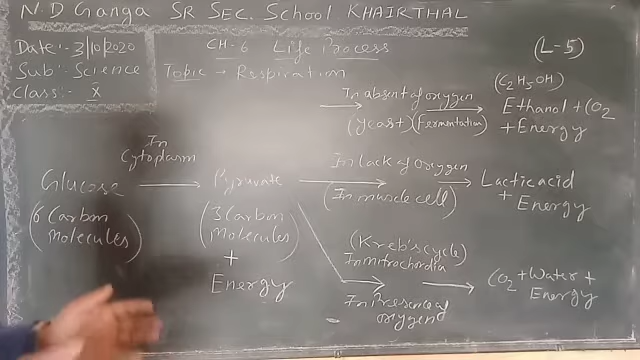 N.D Ganga SR SEC. School KHAIRTHAL
Date:- 3/10/2020
Sub:- Science
Class:- X
CH-6 Life Process
(L-5)
Topic → Respiration
In absent of oxygen
(Yeast) (Fermentation)
(C2H5OH)
Ethanol + CO2
+ Energy
In
Cytoplasm
Glucose
(6 Carbon
molecules)
Pyruvate
(3 Carbon
molecules)
+
Energy
In lack of oxygen
(In muscle cell)
Lactic acid
+ Energy
(Kreb's cycle)
In mitrochordia
In Presence of
oxygen
CO2 + Water +
Energy